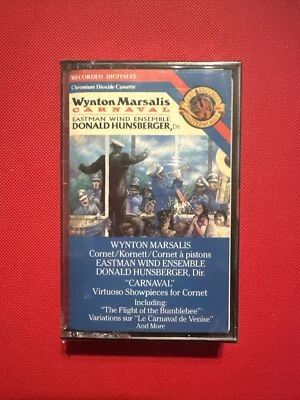 RECORDED DIGITALLY
Chromium Dioxide Cassette
Wynton Marsalis
CARNAVAL
EASTMAN WIND ENSEMBLE
DONALD HUNSBERGER, Dir.
WYNTON MARSALIS
Cornet/Kornett/Cornet à pistons
EASTMAN WIND ENSEMBLE
DONALD HUNSBERGER, Dir.
"CARNAVAL"
Virtuoso Showpieces for Cornet
Including:
"The Flight of the Bumblebee"
Variations sur "Le Carnaval de Venise"
And More